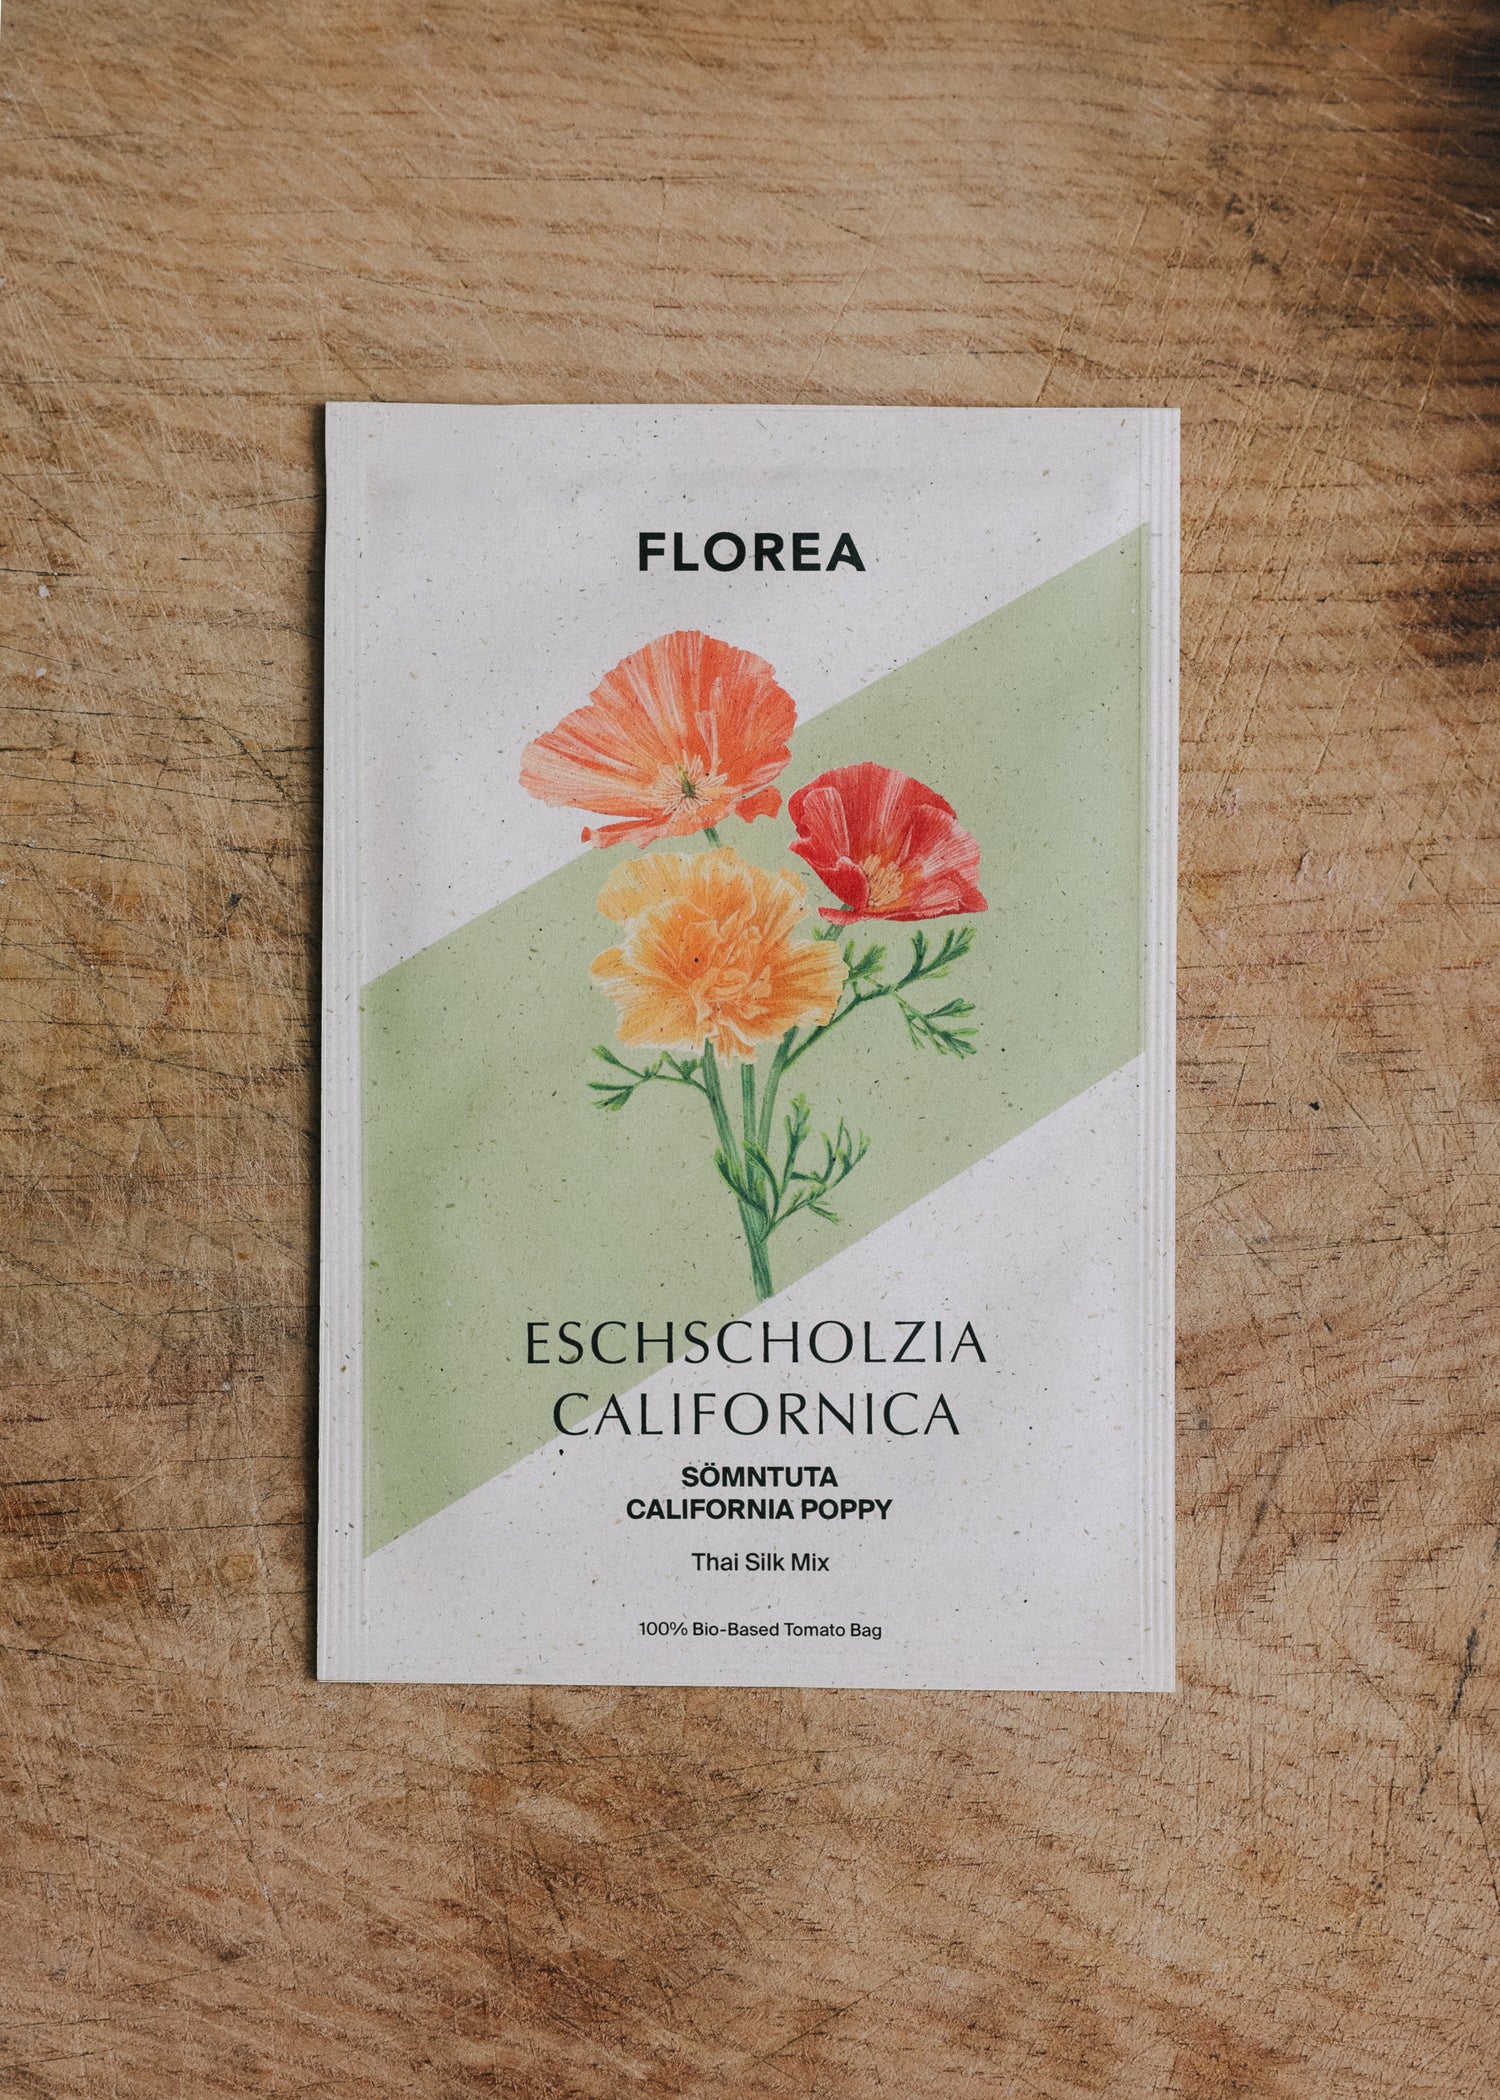 FLOREA
ESCHSCHOLZIA
CALIFORNICA
SÖMNTUTA
CALIFORNIA POPPY
Thai Silk Mix
100% Bio-Based Tomato Bag